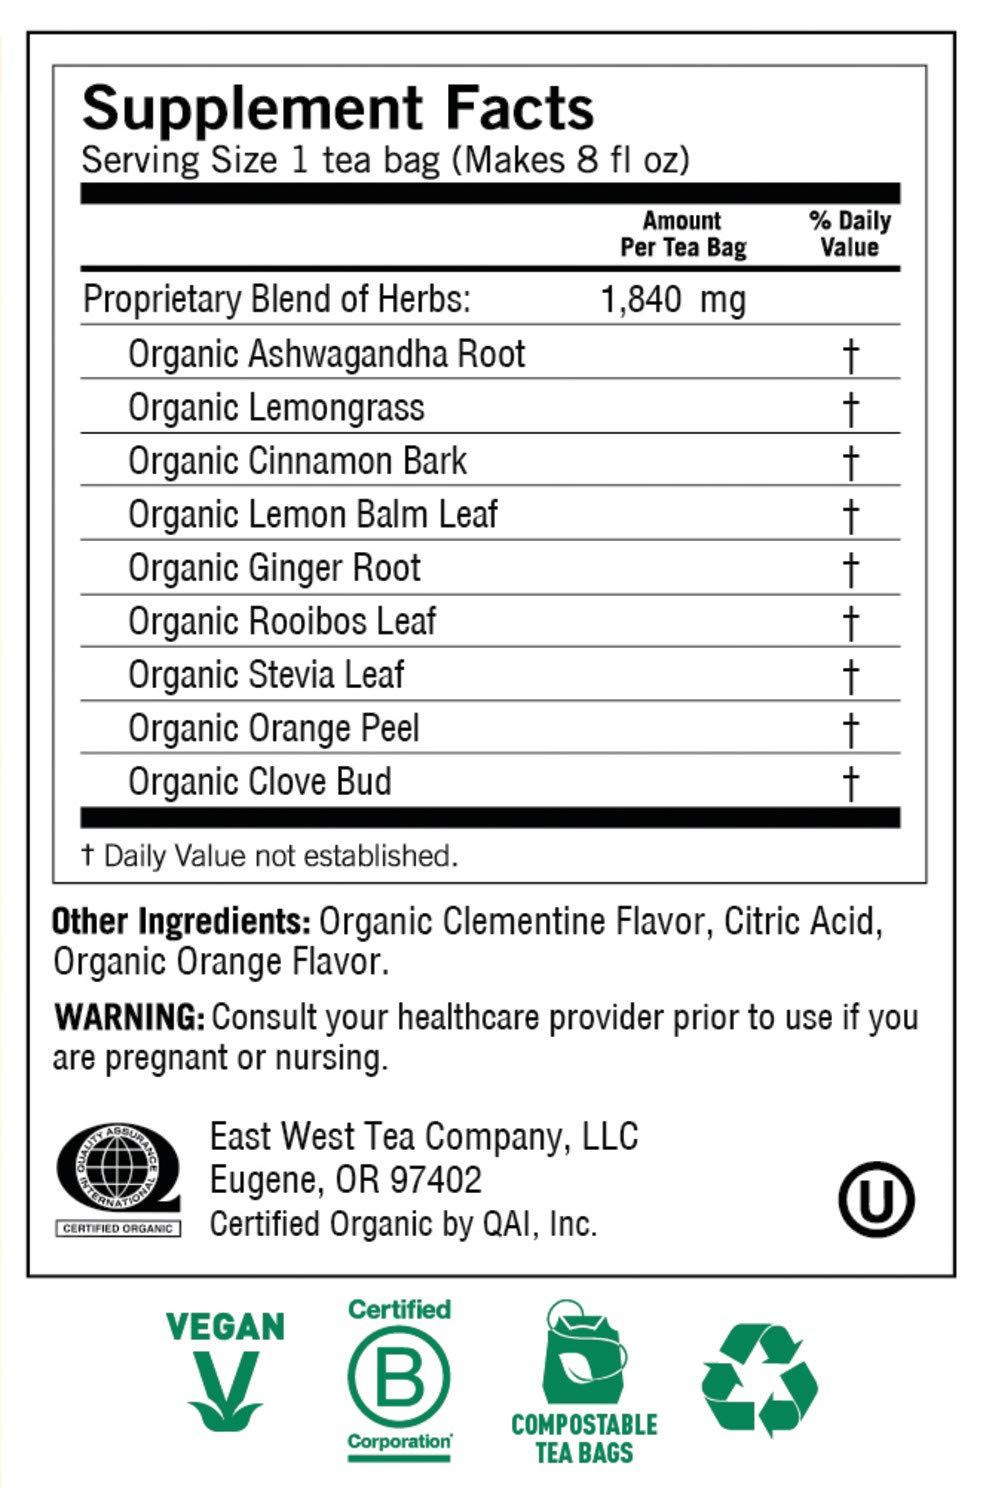 Supplement Facts
Serving Size 1 tea bag (Makes 8 fl oz)
Amount Per Tea Bag
% Daily Value
Proprietary Blend of Herbs: 1,840 mg
Organic Ashwagandha Root †
Organic Lemongrass †
Organic Cinnamon Bark †
Organic Lemon Balm Leaf †
Organic Ginger Root †
Organic Rooibos Leaf †
Organic Stevia Leaf †
Organic Orange Peel †
Organic Clove Bud †
† Daily Value not established.
Other Ingredients: Organic Clementine Flavor, Citric Acid,
Organic Orange Flavor.
WARNING: Consult your healthcare provider prior to use if you
are pregnant or nursing.
QUALITY ASSURANCE INTERNATIONAL
CERTIFIED ORGANIC
East West Tea Company, LLC
Eugene, OR 97402
Certified Organic by QAI, Inc.
U
VEGAN
Certified
B
Corporation
COMPOSTABLE
TEA BAGS